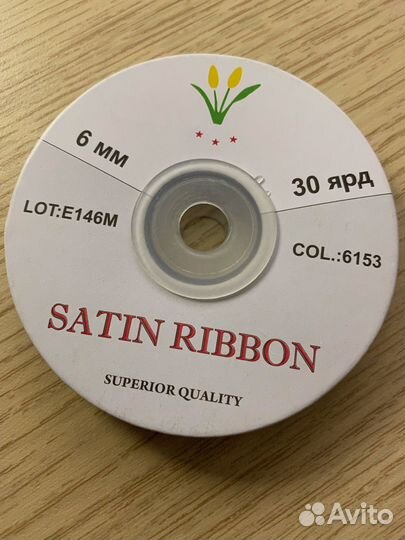 6 мм
30 ярд
LOT:E146M
COL.:6153
SATIN RIBBON
SUPERIOR QUALITY
Avito